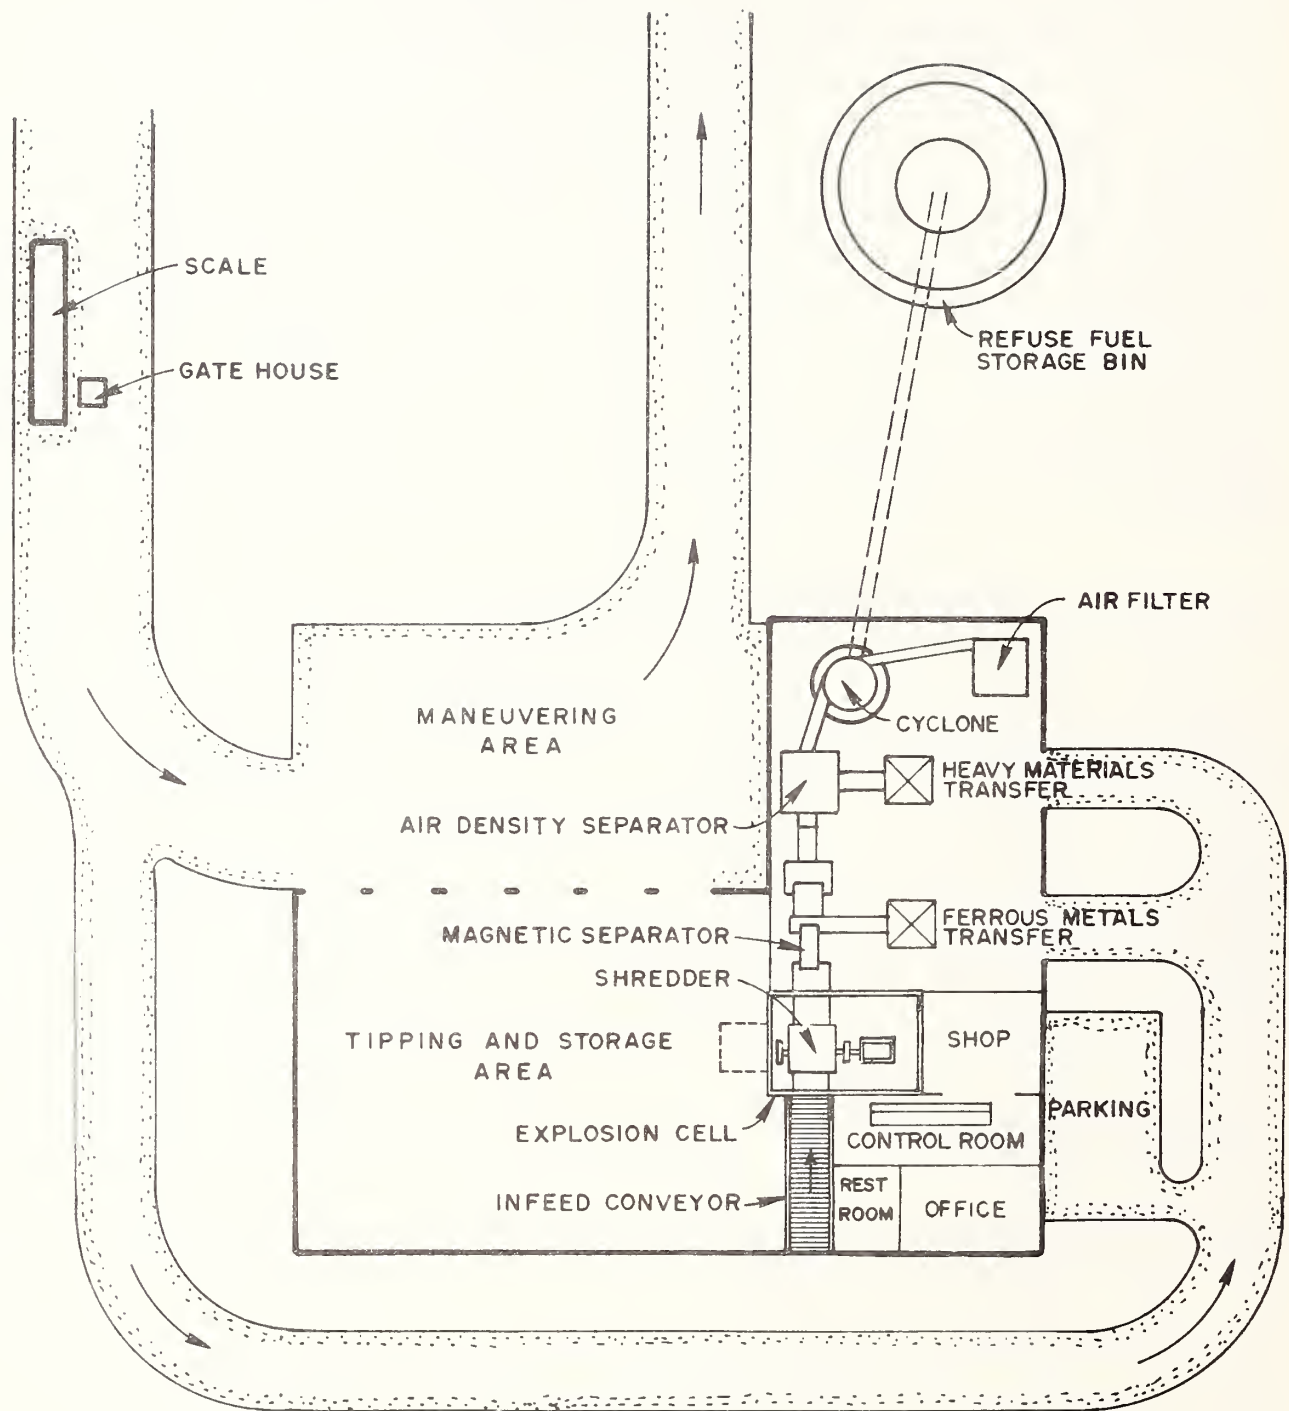 SCALE
GATE HOUSE
REFUSE FUEL
STORAGE BIN
AIR FILTER
MANEUVERING
AREA
CYCLONE
HEAVY MATERIALS
TRANSFER
AIR DENSITY SEPARATOR
FERROUS METALS
TRANSFER
MAGNETIC SEPARATOR
SHREDDER
TIPPING AND STORAGE
AREA
SHOP
PARKING
EXPLOSION CELL
CONTROL ROOM
INFEED CONVEYOR
REST
ROOM
OFFICE